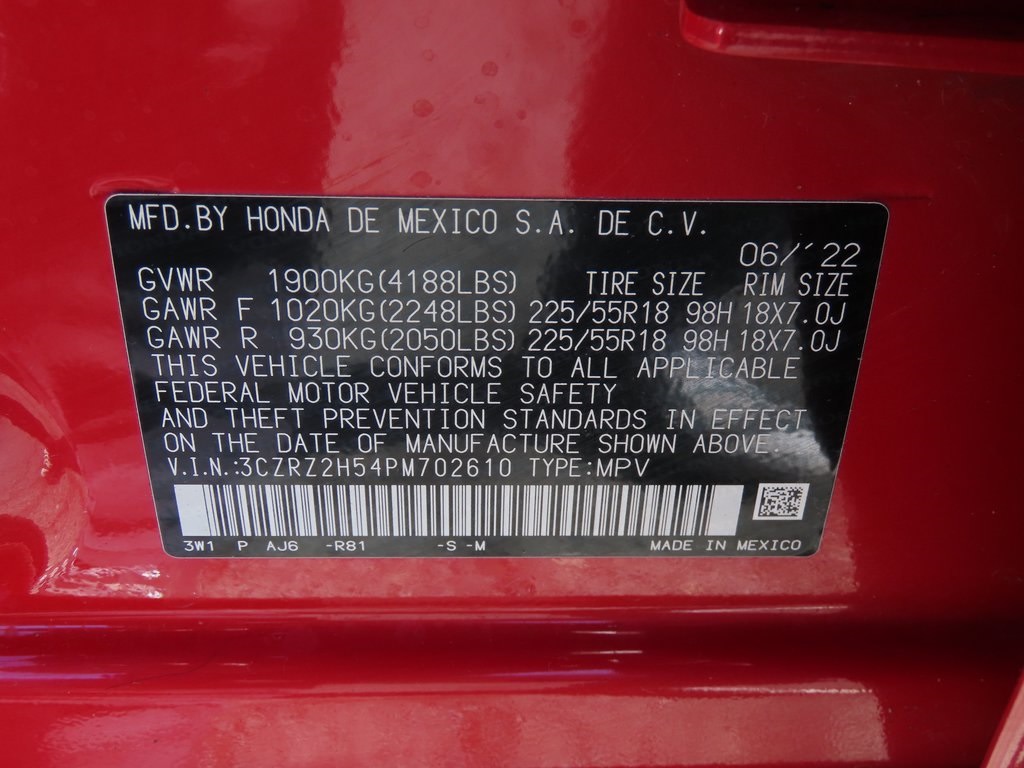 MFD.BY HONDA DE MEXICO S.A. DE C.V.
06/'22
GVWR 1900KG(4188LBS) TIRE SIZE RIM SIZE
GAWR F 1020KG(2248LBS) 225/55R18 98H 18X7.0J
GAWR R 930KG(2050LBS) 225/55R18 98H 18X7.0J
THIS VEHICLE CONFORMS TO ALL APPLICABLE
FEDERAL MOTOR VEHICLE SAFETY
AND THEFT PREVENTION STANDARDS IN EFFECT
ON THE DATE OF MANUFACTURE SHOWN ABOVE.
V.I.N.:3CZRZ2H54PM702610 TYPE:MPV
3W1 P AJ6 -R81 -S -M MADE IN MEXICO